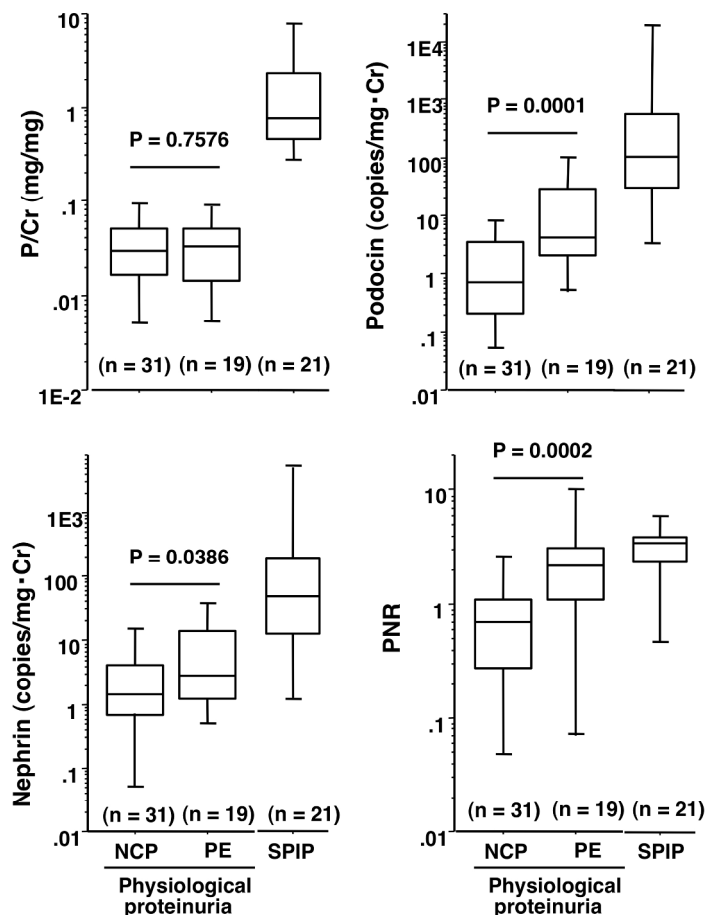 P/Cr (mg/mg)
10
1
.1
.01
1E-2
P = 0.7576
(n = 31) (n = 19) (n = 21)
Podocin (copies/mg·Cr)
1E4
1E3
100
10
1
.1
.01
P = 0.0001
(n = 31) (n = 19) (n = 21)
Nephrin (copies/mg·Cr)
1E3
100
10
1
.1
.01
P = 0.0386
(n = 31) (n = 19) (n = 21)
NCP PE SPIP
Physiological
proteinuria
PNR
10
1
.1
.01
P = 0.0002
(n = 31) (n = 19) (n = 21)
NCP PE SPIP
Physiological
proteinuria